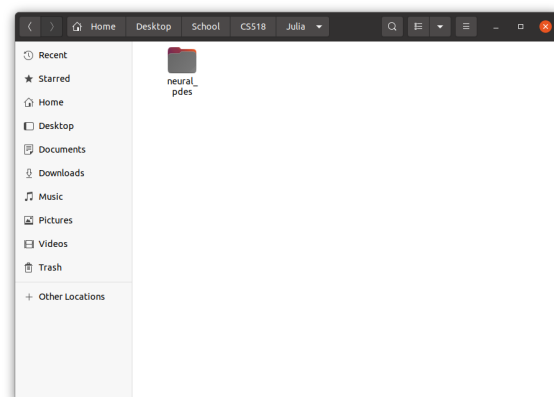 Home Desktop School CS518 Julia
Recent
Starred
Home
Desktop
Documents
Downloads
Music
Pictures
Videos
Trash
Other Locations
neural_
pdes